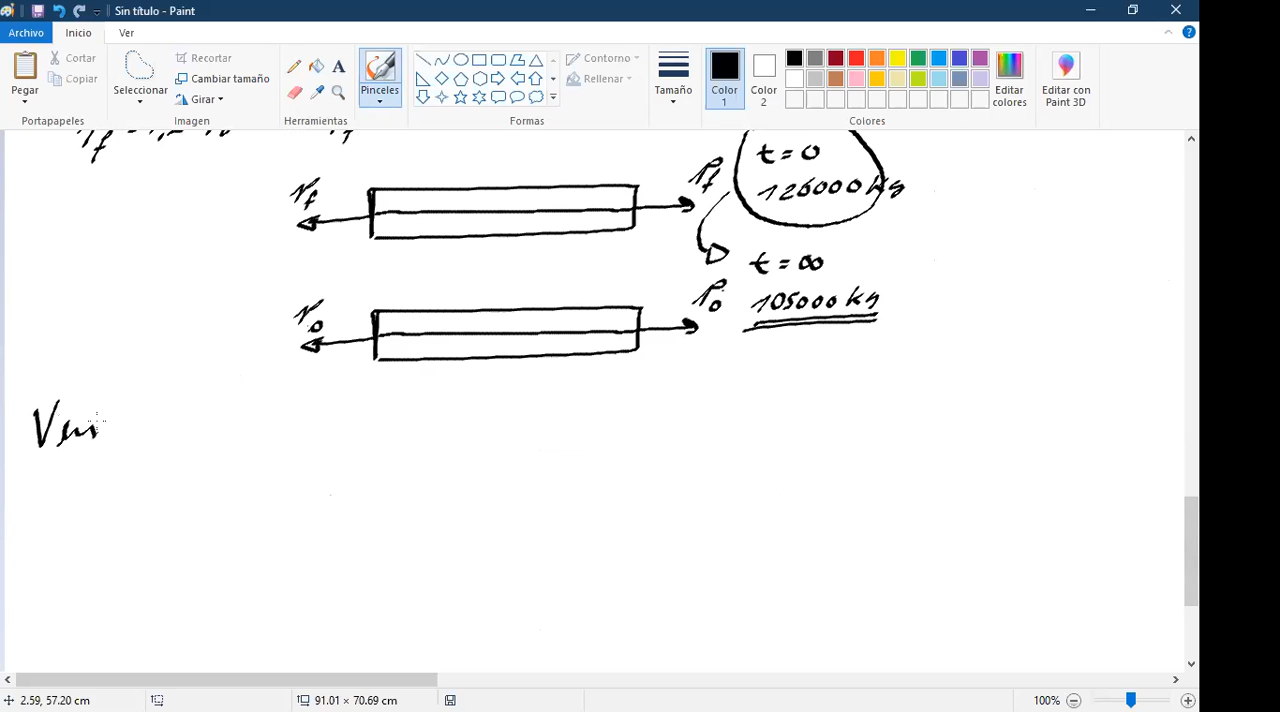 Sin título - Paint
Archivo Inicio Ver
Pegar
Cortar
Copiar
Portapapeles
Seleccionar
Recortar
Cambiar tamaño
Girar
Imagen
A
Herramientas
Pinceles
Contorno
Rellenar
Formas
Tamaño
Color 1
Color 2
Editar colores
Colores
Editar con Paint 3D
t = 0
126000 kg
Pf
t = ∞
105000 kg
Po
2.59, 57.20 cm
91.01 × 70.69 cm
100%